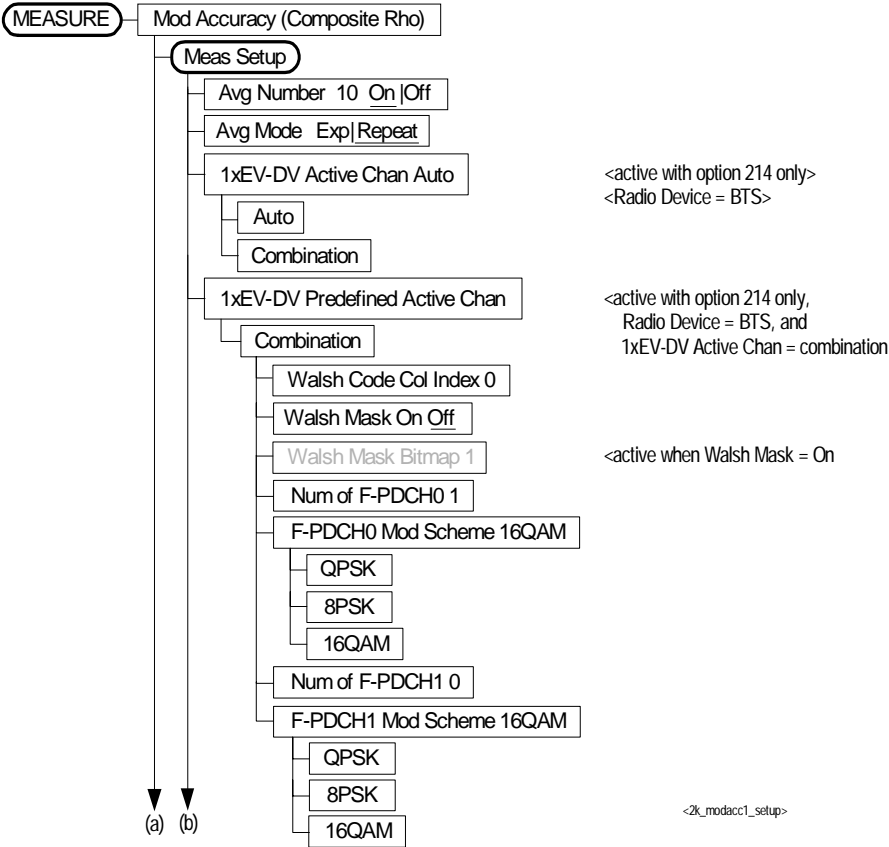 MEASURE Mod Accuracy (Composite Rho)
Meas Setup
Avg Number 10 On |Off
Avg Mode Exp|Repeat
1xEV-DV Active Chan Auto <active with option 214 only>
<Radio Device = BTS>
Auto
Combination
1xEV-DV Predefined Active Chan <active with option 214 only,
Radio Device = BTS, and
Combination 1xEV-DV Active Chan = combination
Walsh Code Col Index 0
Walsh Mask On Off
Walsh Mask Bitmap 1 <active when Walsh Mask = On
Num of F-PDCH0 1
F-PDCH0 Mod Scheme 16QAM
QPSK
8PSK
16QAM
Num of F-PDCH1 0
F-PDCH1 Mod Scheme 16QAM
QPSK
8PSK
<2k_modacc1_setup>
(a) (b) 16QAM